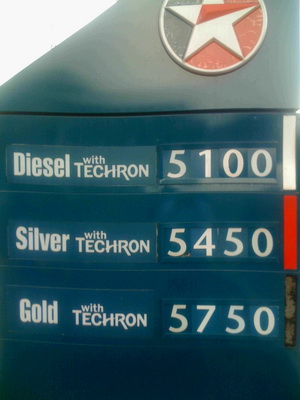 Diesel with TECHRON 5100
Silver with TECHRON 5450
Gold with TECHRON 5750